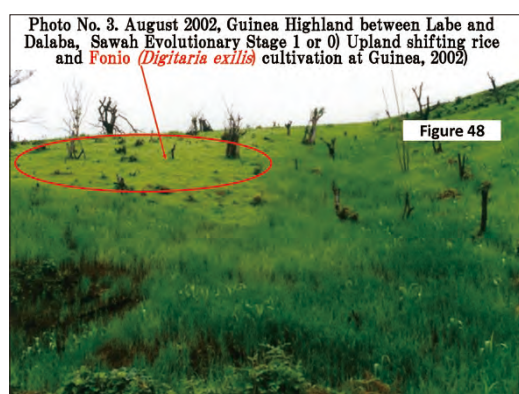 Photo No. 3. August 2002, Guinea Highland between Labe and
Dalaba, Sawah Evolutionary Stage 1 or 0) Upland shifting rice
and Fonio (Digitaria exilis) cultivation at Guinea, 2002)
Figure 48